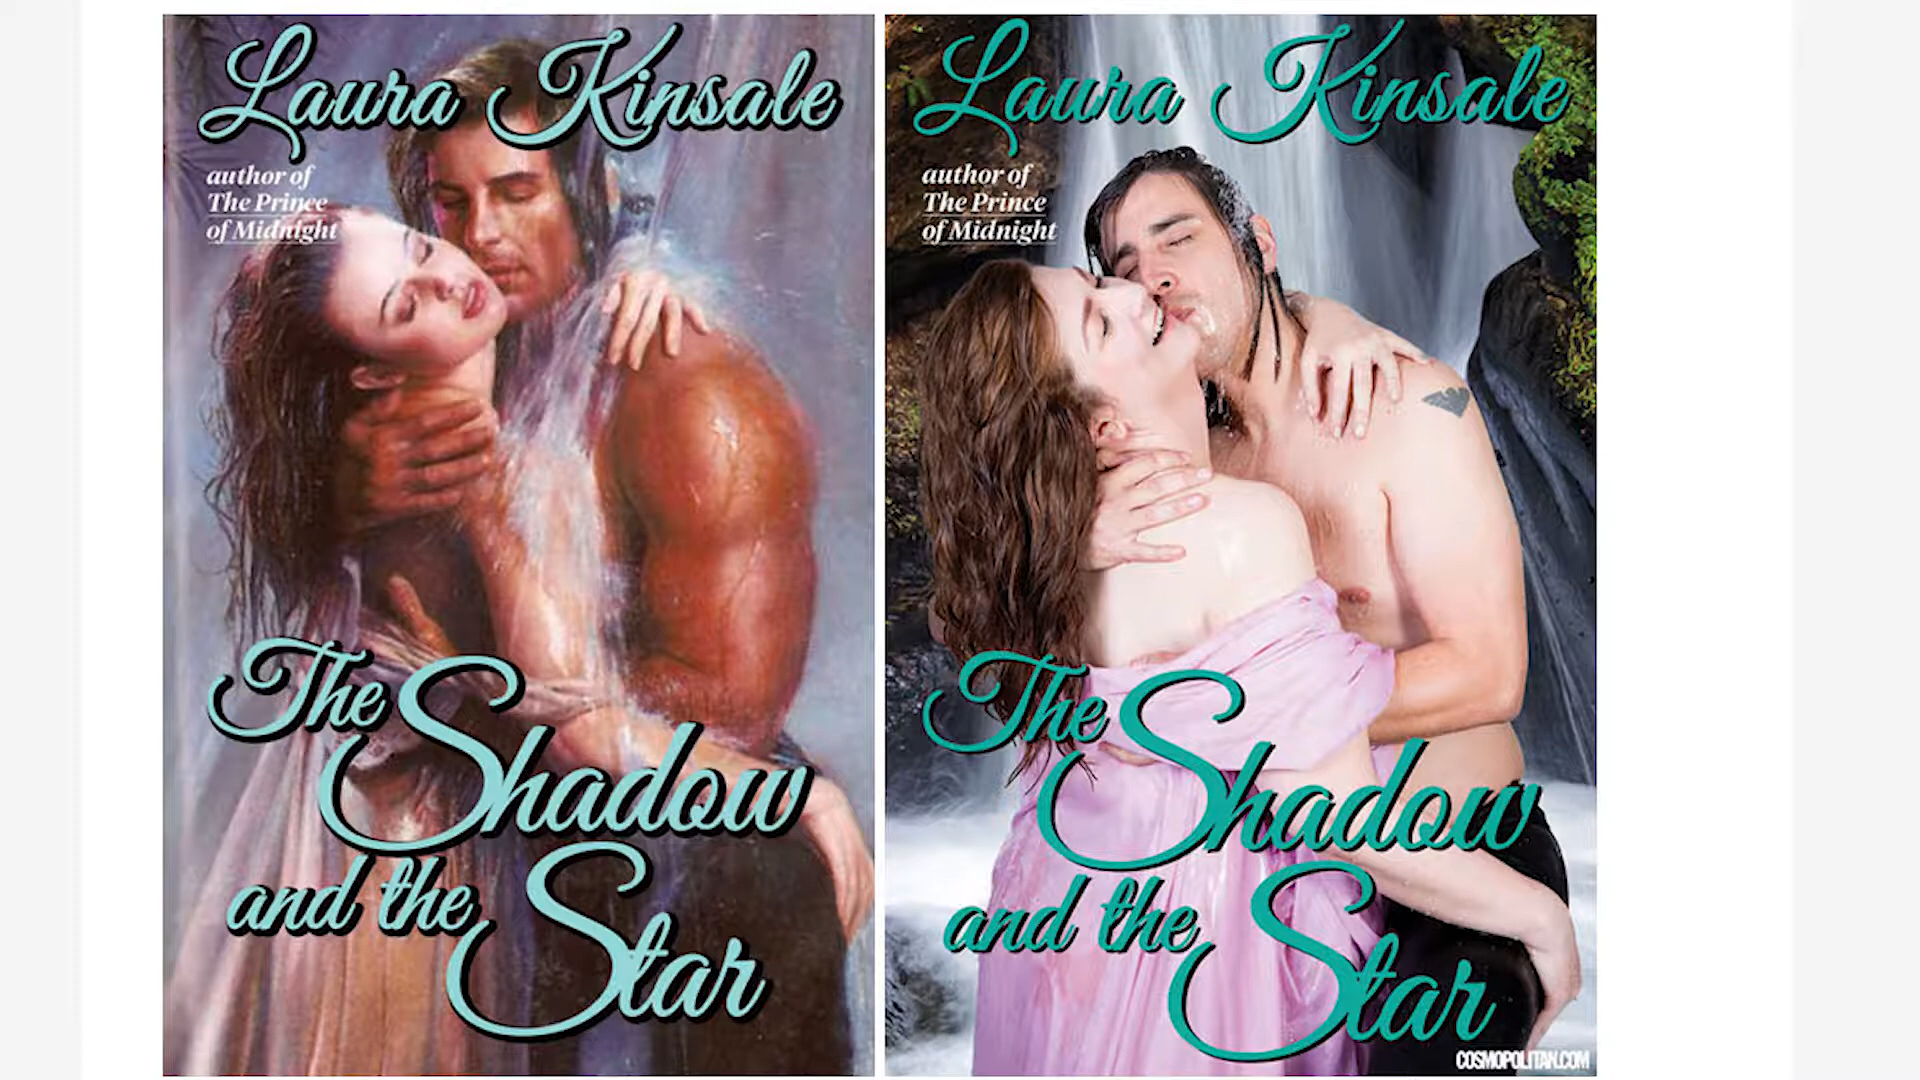 Laura Kinsale
author of
The Prince
of Midnight
The Shadow
and the Star
Laura Kinsale
author of
The Prince
of Midnight
The Shadow
and the Star
COSMOPOLITAN.COM